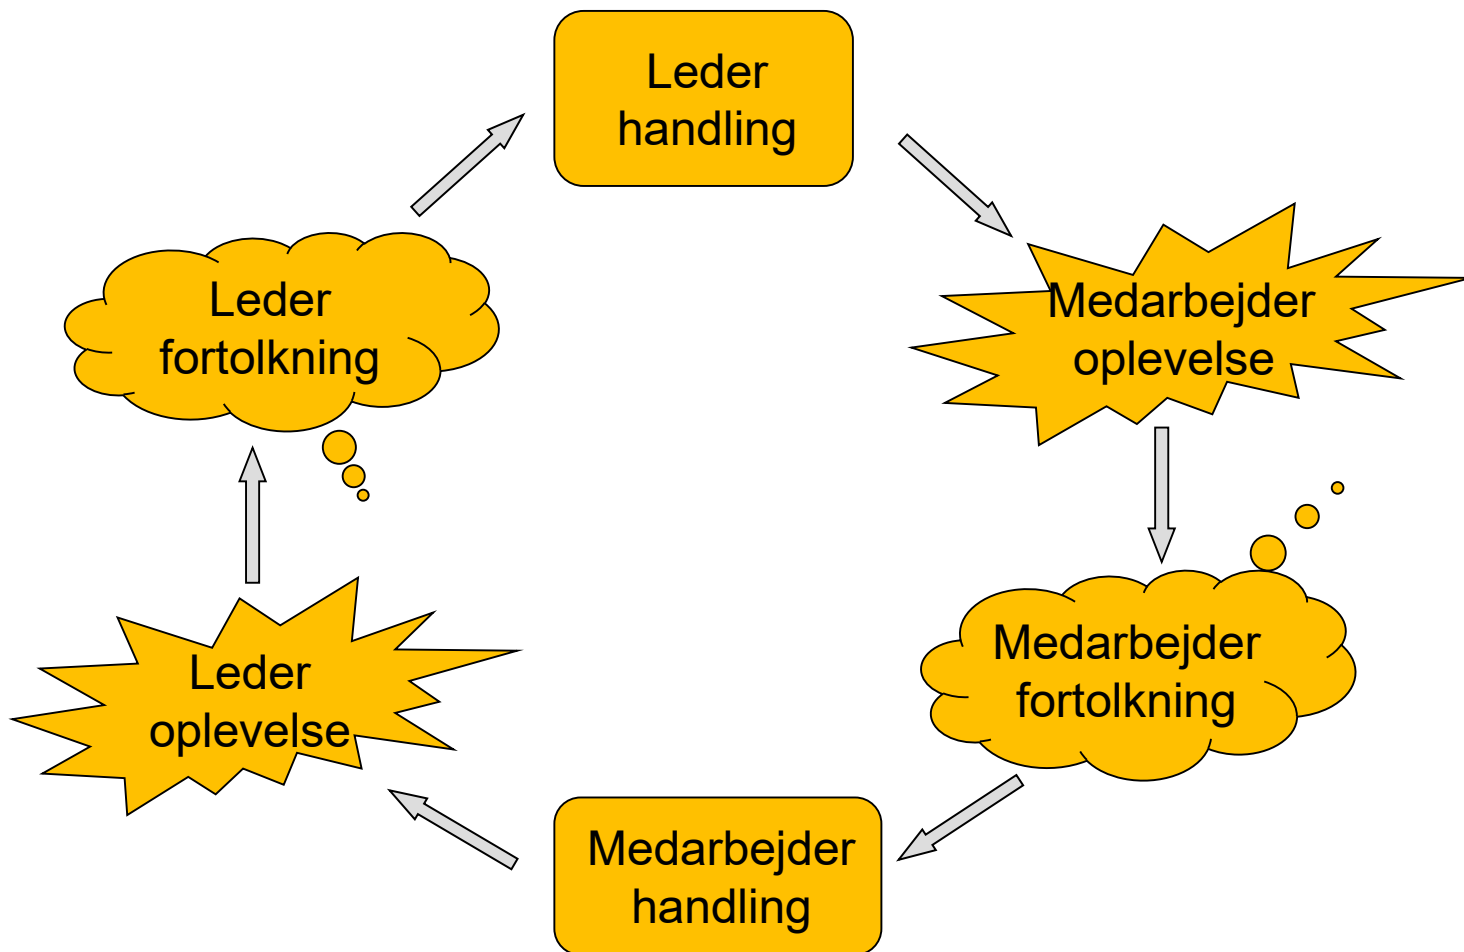 Leder
handling
Medarbejder
oplevelse
Medarbejder
fortolkning
Medarbejder
handling
Leder
oplevelse
Leder
fortolkning